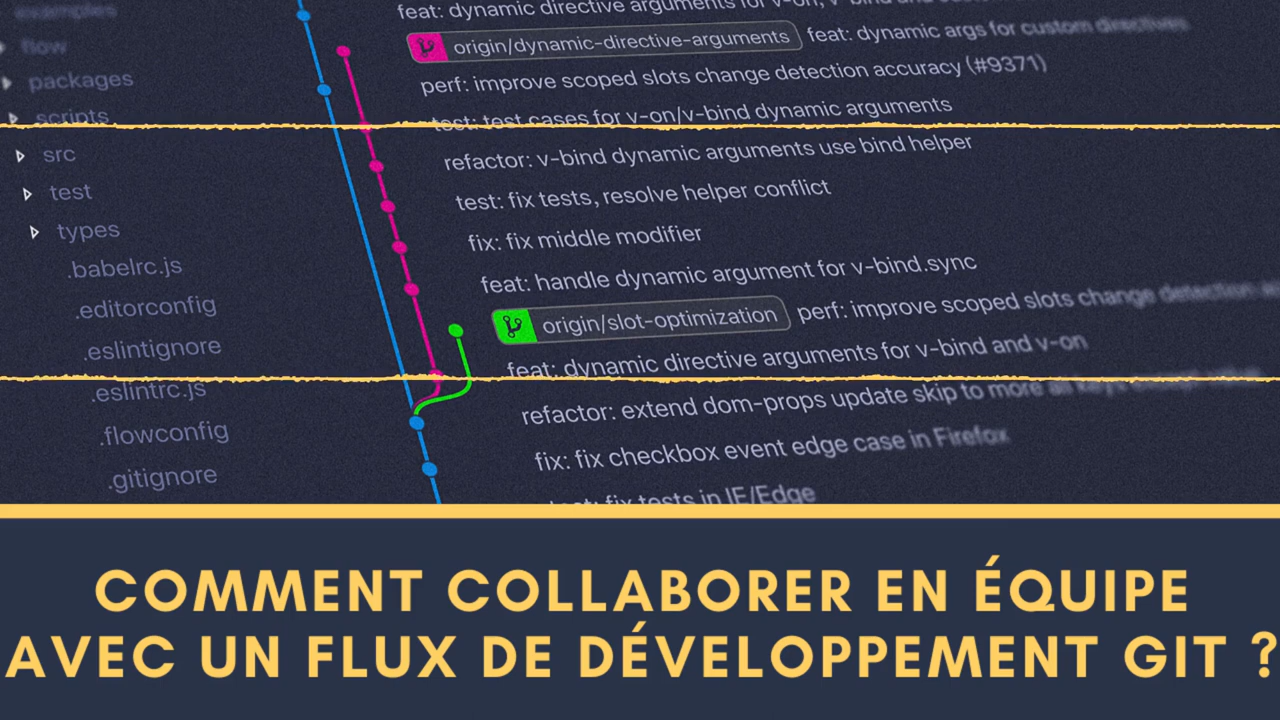 examples
feat: dynamic directive arguments for v-on, v-bind and
flow
origin/dynamic-directive-arguments feat: dynamic args for custom directives
packages
perf: improve scoped slots change detection accuracy (#9371)
scripts
test: test cases for v-on/v-bind dynamic arguments
src
refactor: v-bind dynamic arguments use bind helper
test
test: fix tests, resolve helper conflict
types
fix: fix middle modifier
.babelrc.js
feat: handle dynamic argument for v-bind.sync
.editorconfig
origin/slot-optimization perf: improve scoped slots change detection
.eslintignore
feat: dynamic directive arguments for v-bind and v-on
.eslintrc.js
refactor: extend dom-props update skip to more all
.flowconfig
fix: fix checkbox event edge case in Firefox
.gitignore
test: fix tests in IE/Edge
COMMENT COLLABORER EN ÉQUIPE
AVEC UN FLUX DE DÉVELOPPEMENT GIT ?